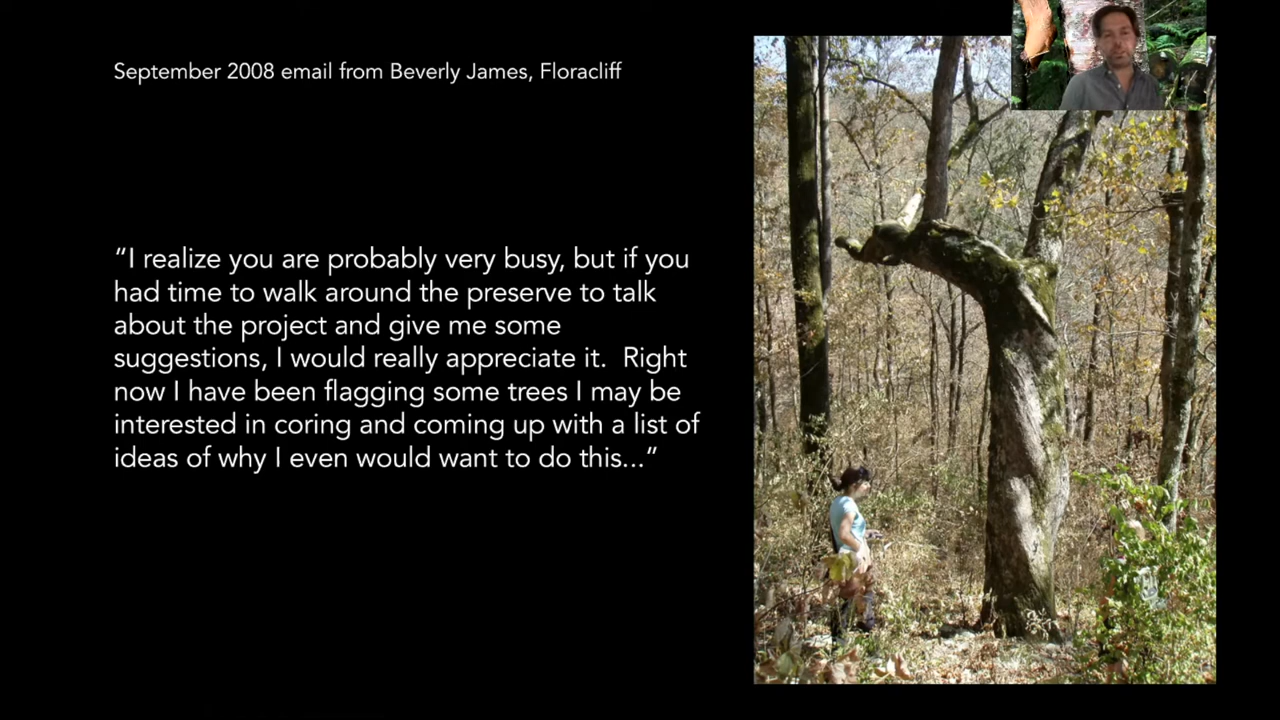 September 2008 email from Beverly James, Floracliff
“I realize you are probably very busy, but if you
had time to walk around the preserve to talk
about the project and give me some
suggestions, I would really appreciate it.  Right
now I have been flagging some trees I may be
interested in coring and coming up with a list of
ideas of why I even would want to do this...”